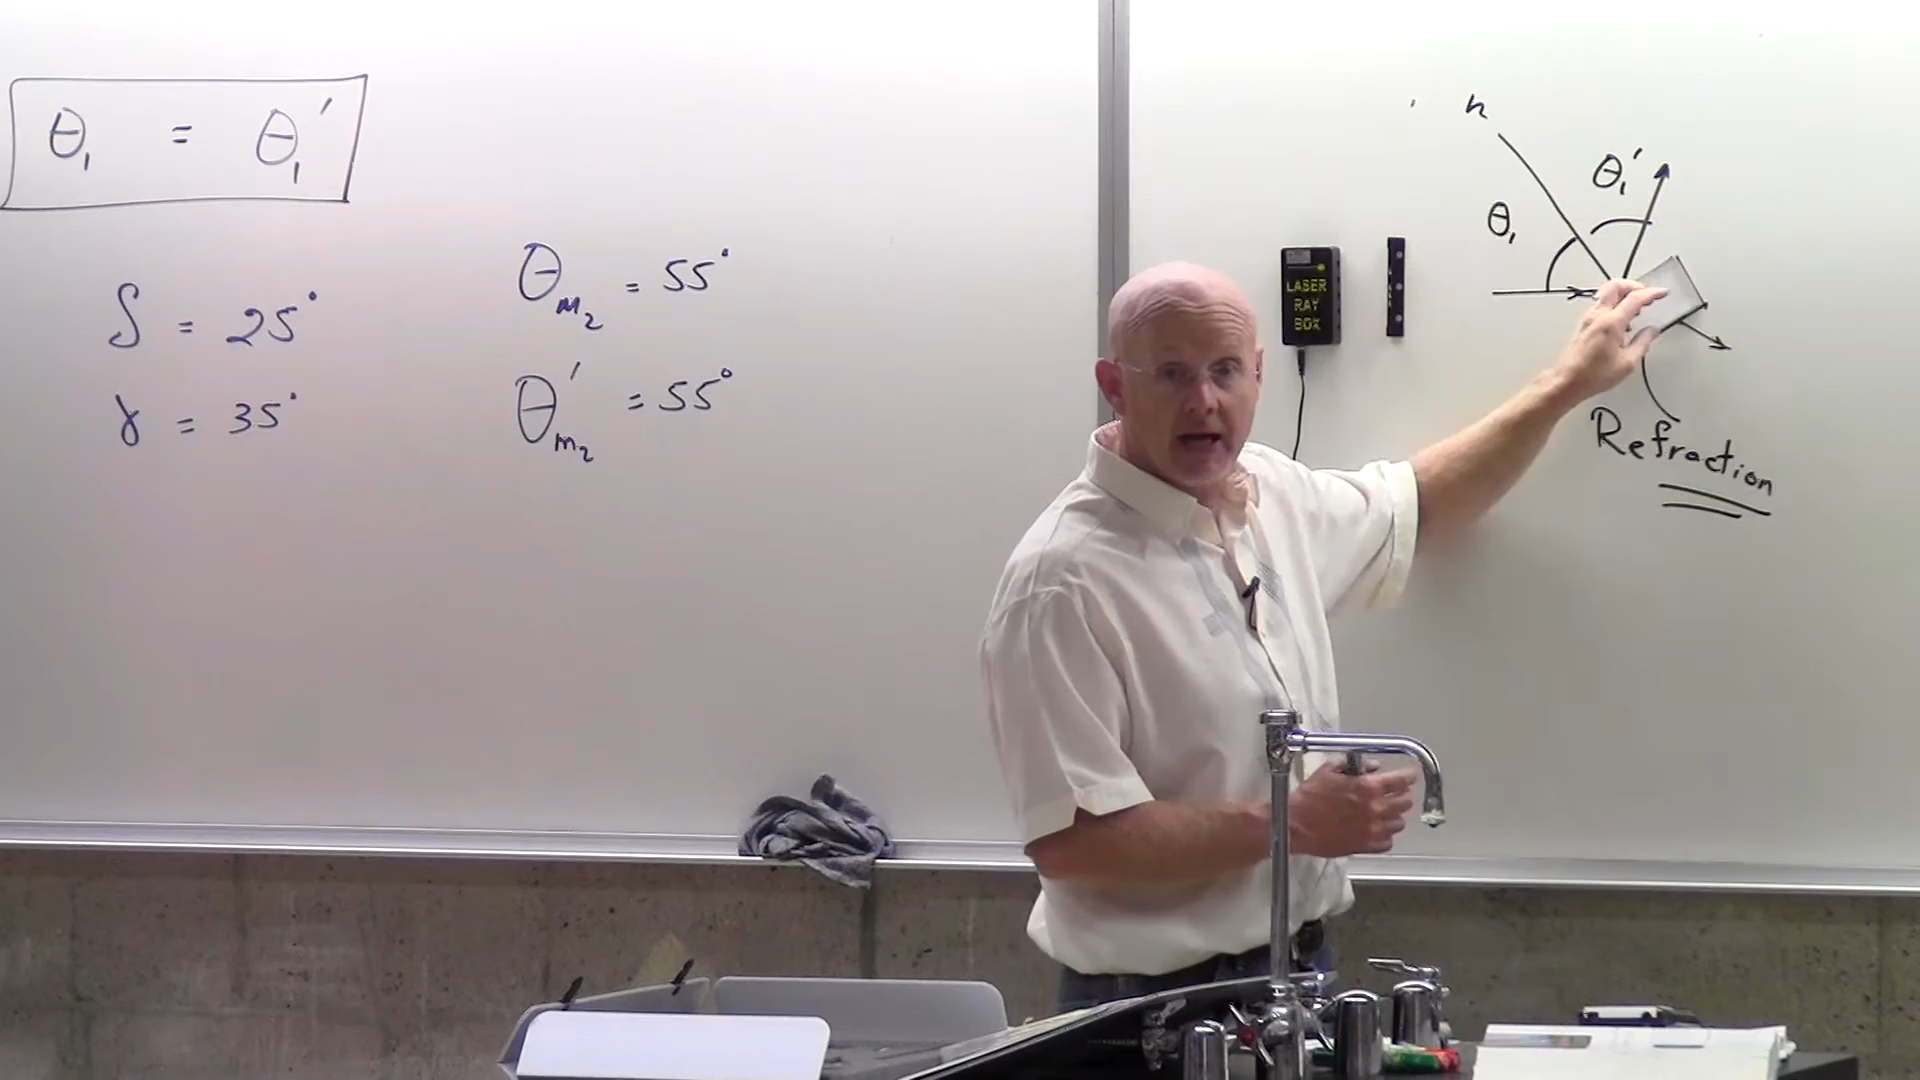 θ₁ = θ₁′
δ = 25°
γ = 35°
θm₂ = 55°
θ′m₂ = 55°
LASER
RAY
BOX
n
θ₁′
θ₁
Refraction